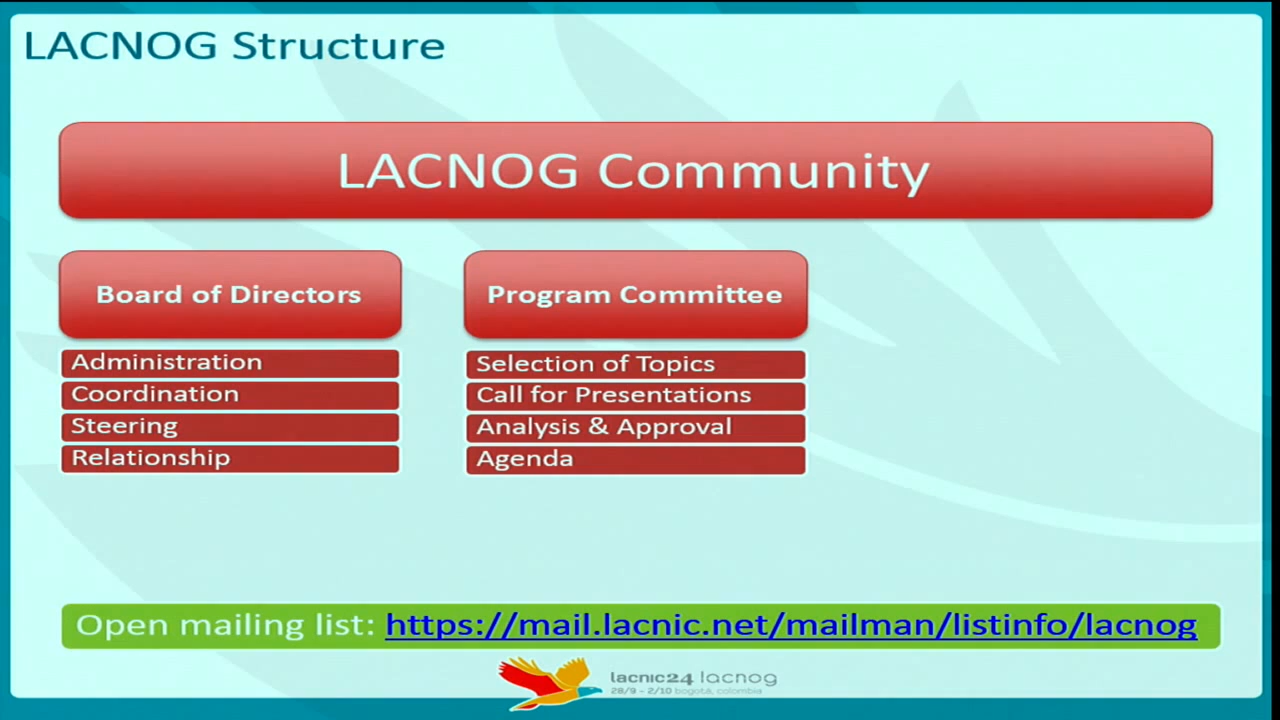 LACNOG Structure
LACNOG Community
Board of Directors
Administration
Coordination
Steering
Relationship
Program Committee
Selection of Topics
Call for Presentations
Analysis & Approval
Agenda
Open mailing list: https://mail.lacnic.net/mailman/listinfo/lacnog
lacnic24 lacnog
28/9 - 2/10 bogotá, colombia